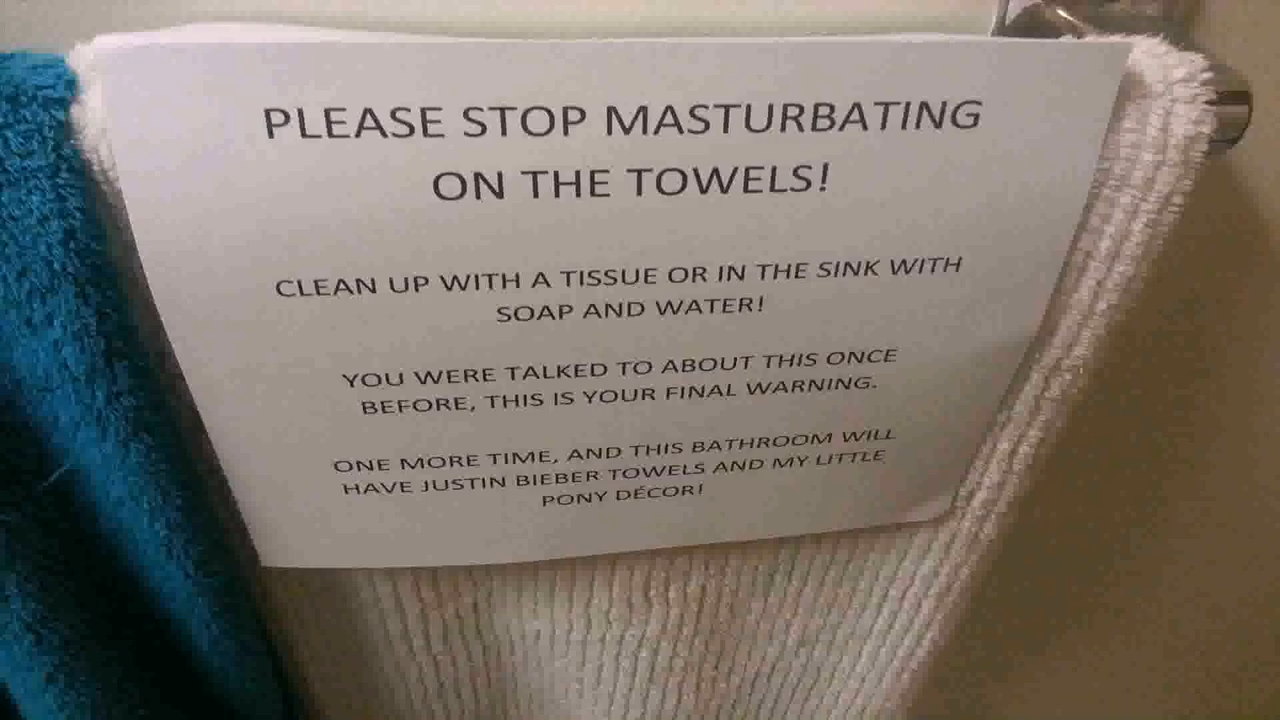 PLEASE STOP MASTURBATING
ON THE TOWELS!
CLEAN UP WITH A TISSUE OR IN THE SINK WITH
SOAP AND WATER!
YOU WERE TALKED TO ABOUT THIS ONCE
BEFORE, THIS IS YOUR FINAL WARNING.
ONE MORE TIME, AND THIS BATHROOM WILL
HAVE JUSTIN BIEBER TOWELS AND MY LITTLE
PONY DÉCOR!